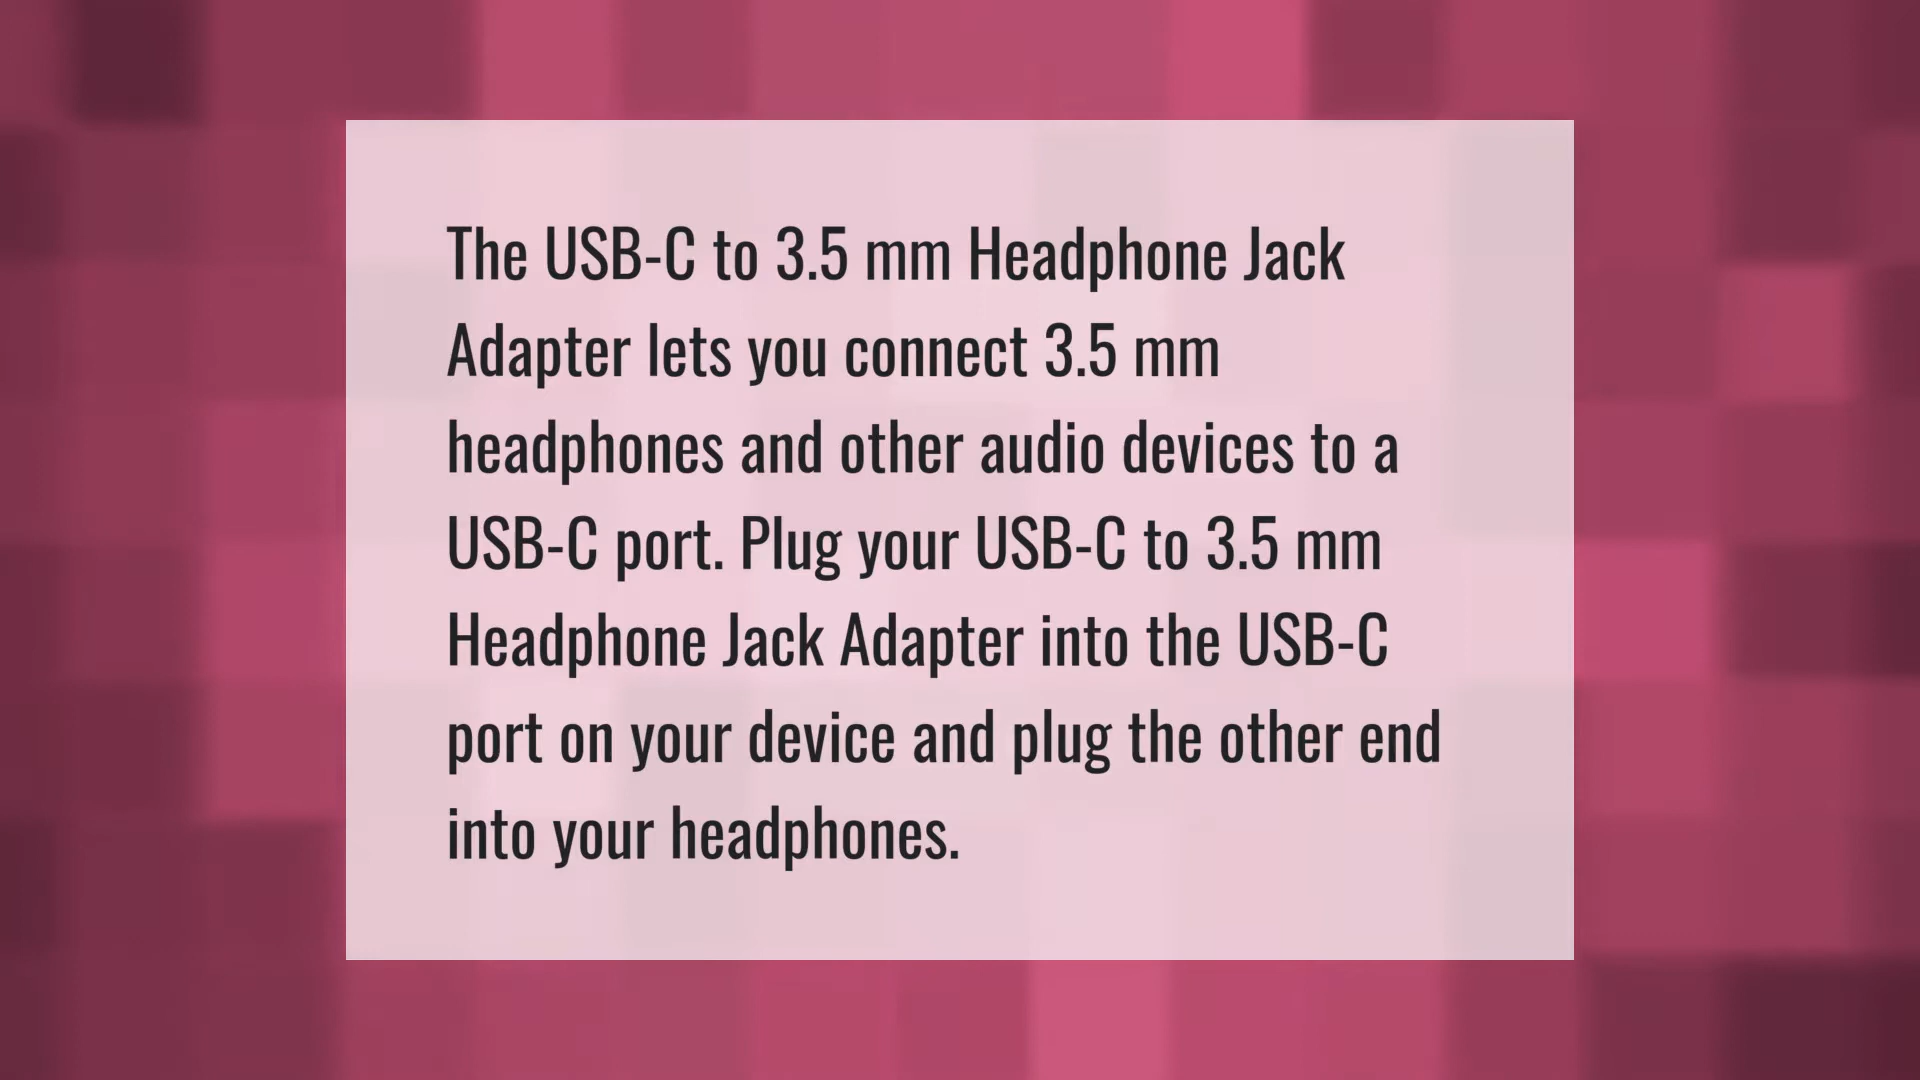 The USB-C to 3.5 mm Headphone Jack
Adapter lets you connect 3.5 mm
headphones and other audio devices to a
USB-C port. Plug your USB-C to 3.5 mm
Headphone Jack Adapter into the USB-C
port on your device and plug the other end
into your headphones.